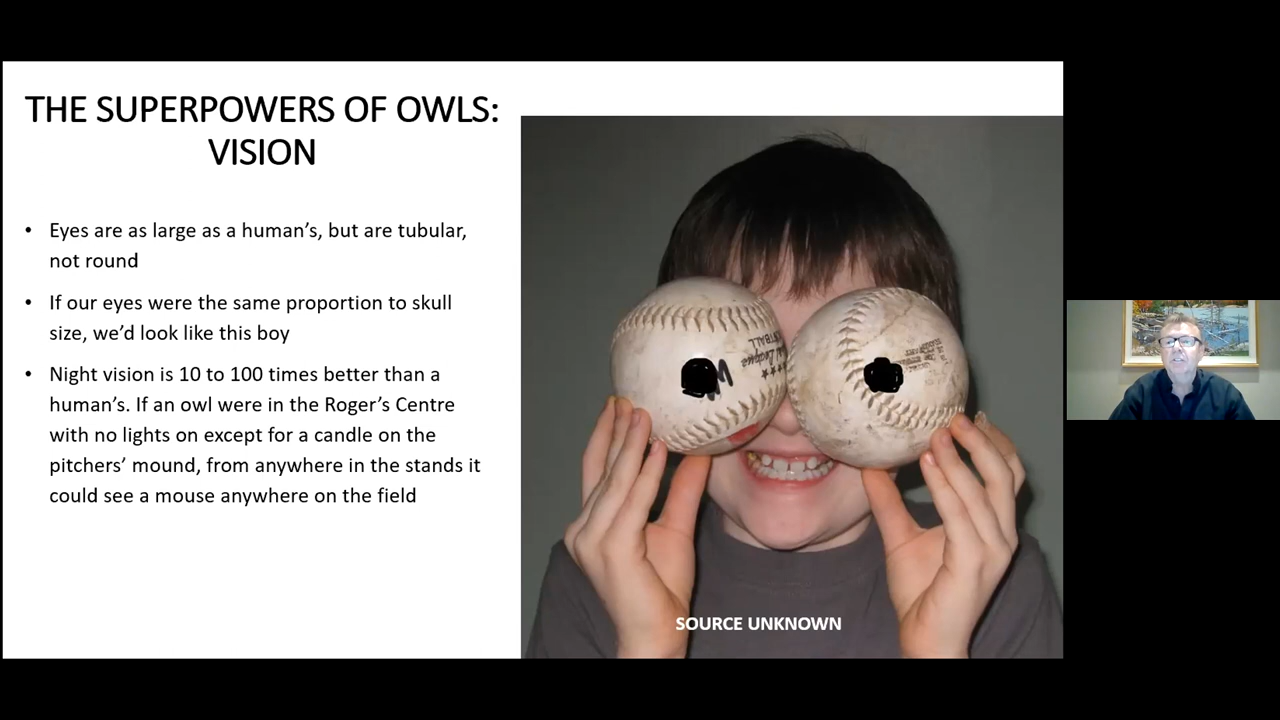 THE SUPERPOWERS OF OWLS:
VISION
• Eyes are as large as a human’s, but are tubular,
not round
• If our eyes were the same proportion to skull
size, we’d look like this boy
• Night vision is 10 to 100 times better than a
human’s. If an owl were in the Roger’s Centre
with no lights on except for a candle on the
pitchers’ mound, from anywhere in the stands it
could see a mouse anywhere on the field
SOURCE UNKNOWN